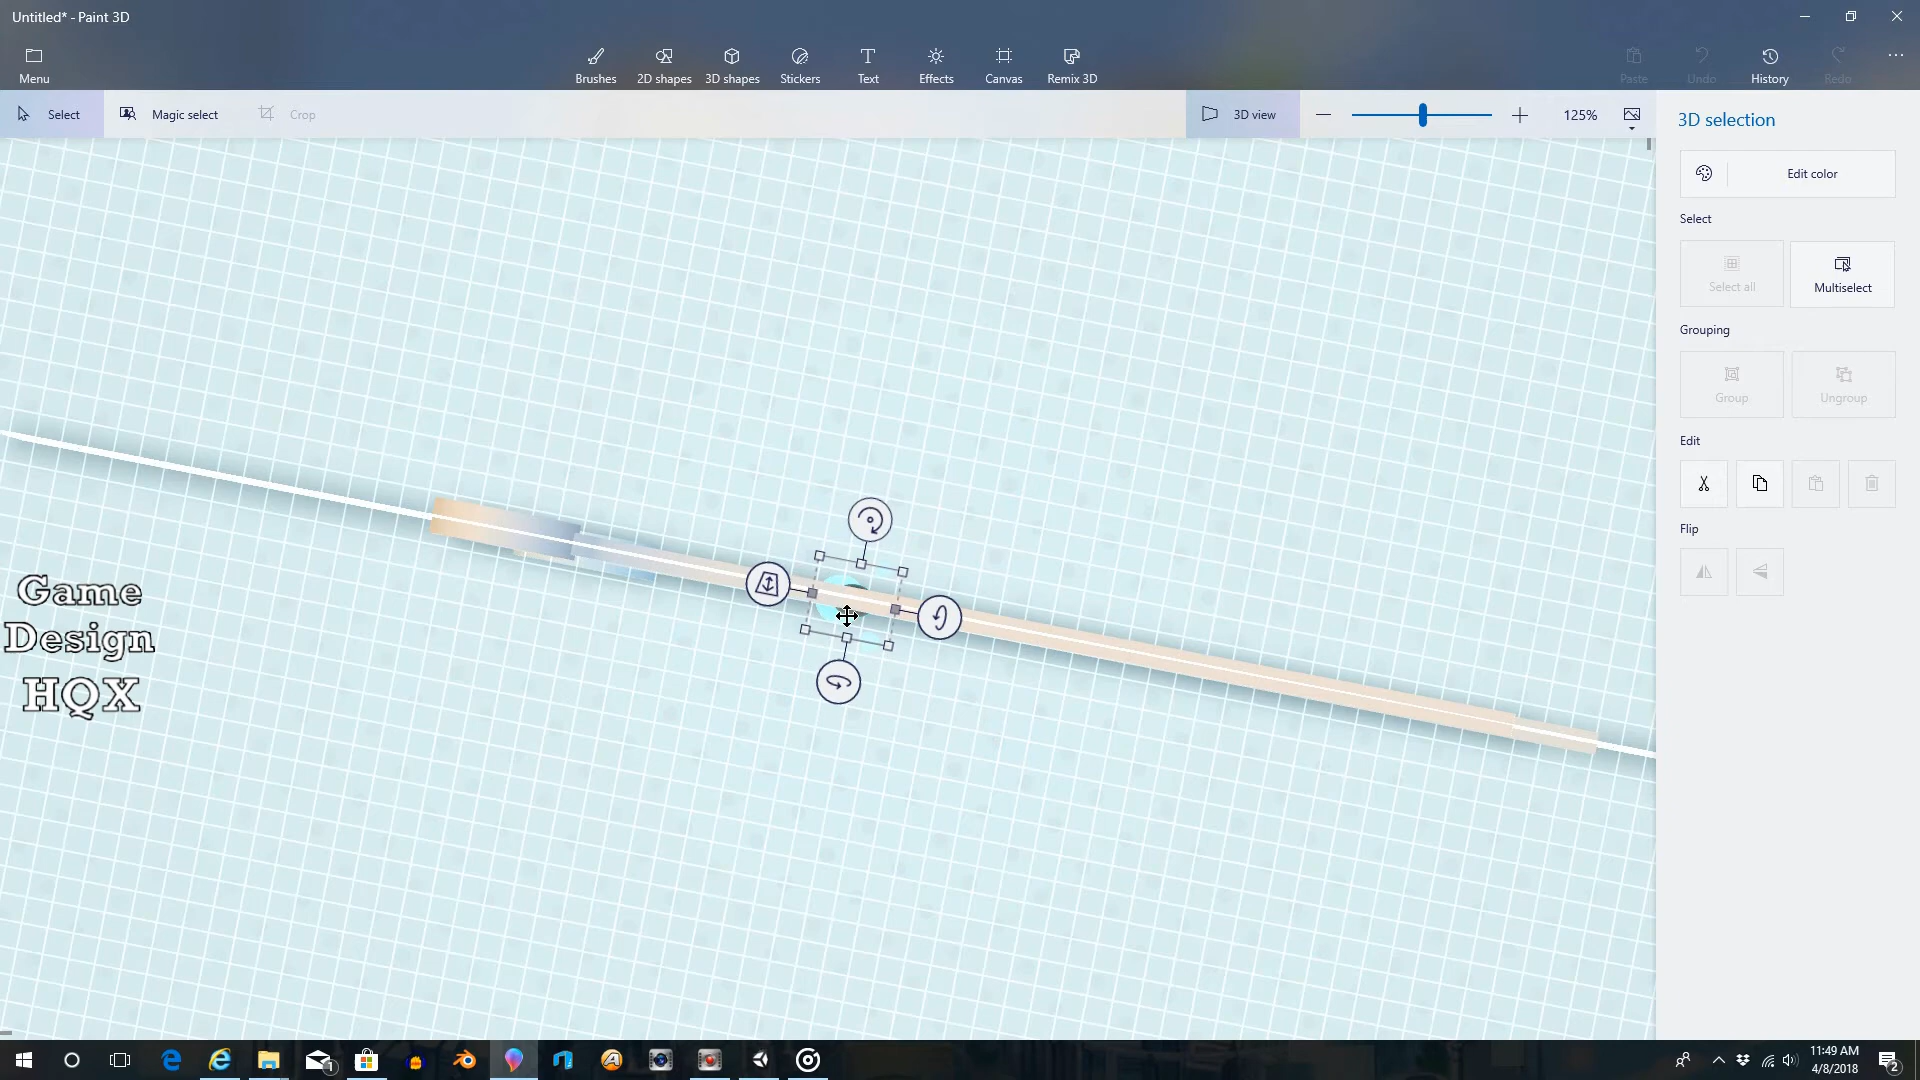 Untitled* - Paint 3D
Menu
Brushes
2D shapes
3D shapes
Stickers
Text
Effects
Canvas
Remix 3D
Paste
Undo
History
Redo
Select
Magic select
Crop
3D view
125%
3D selection
Edit color
Select
Select all
Multiselect
Grouping
Group
Ungroup
Edit
Flip
Game
Design
HQX
1
11:49 AM
4/8/2018
2